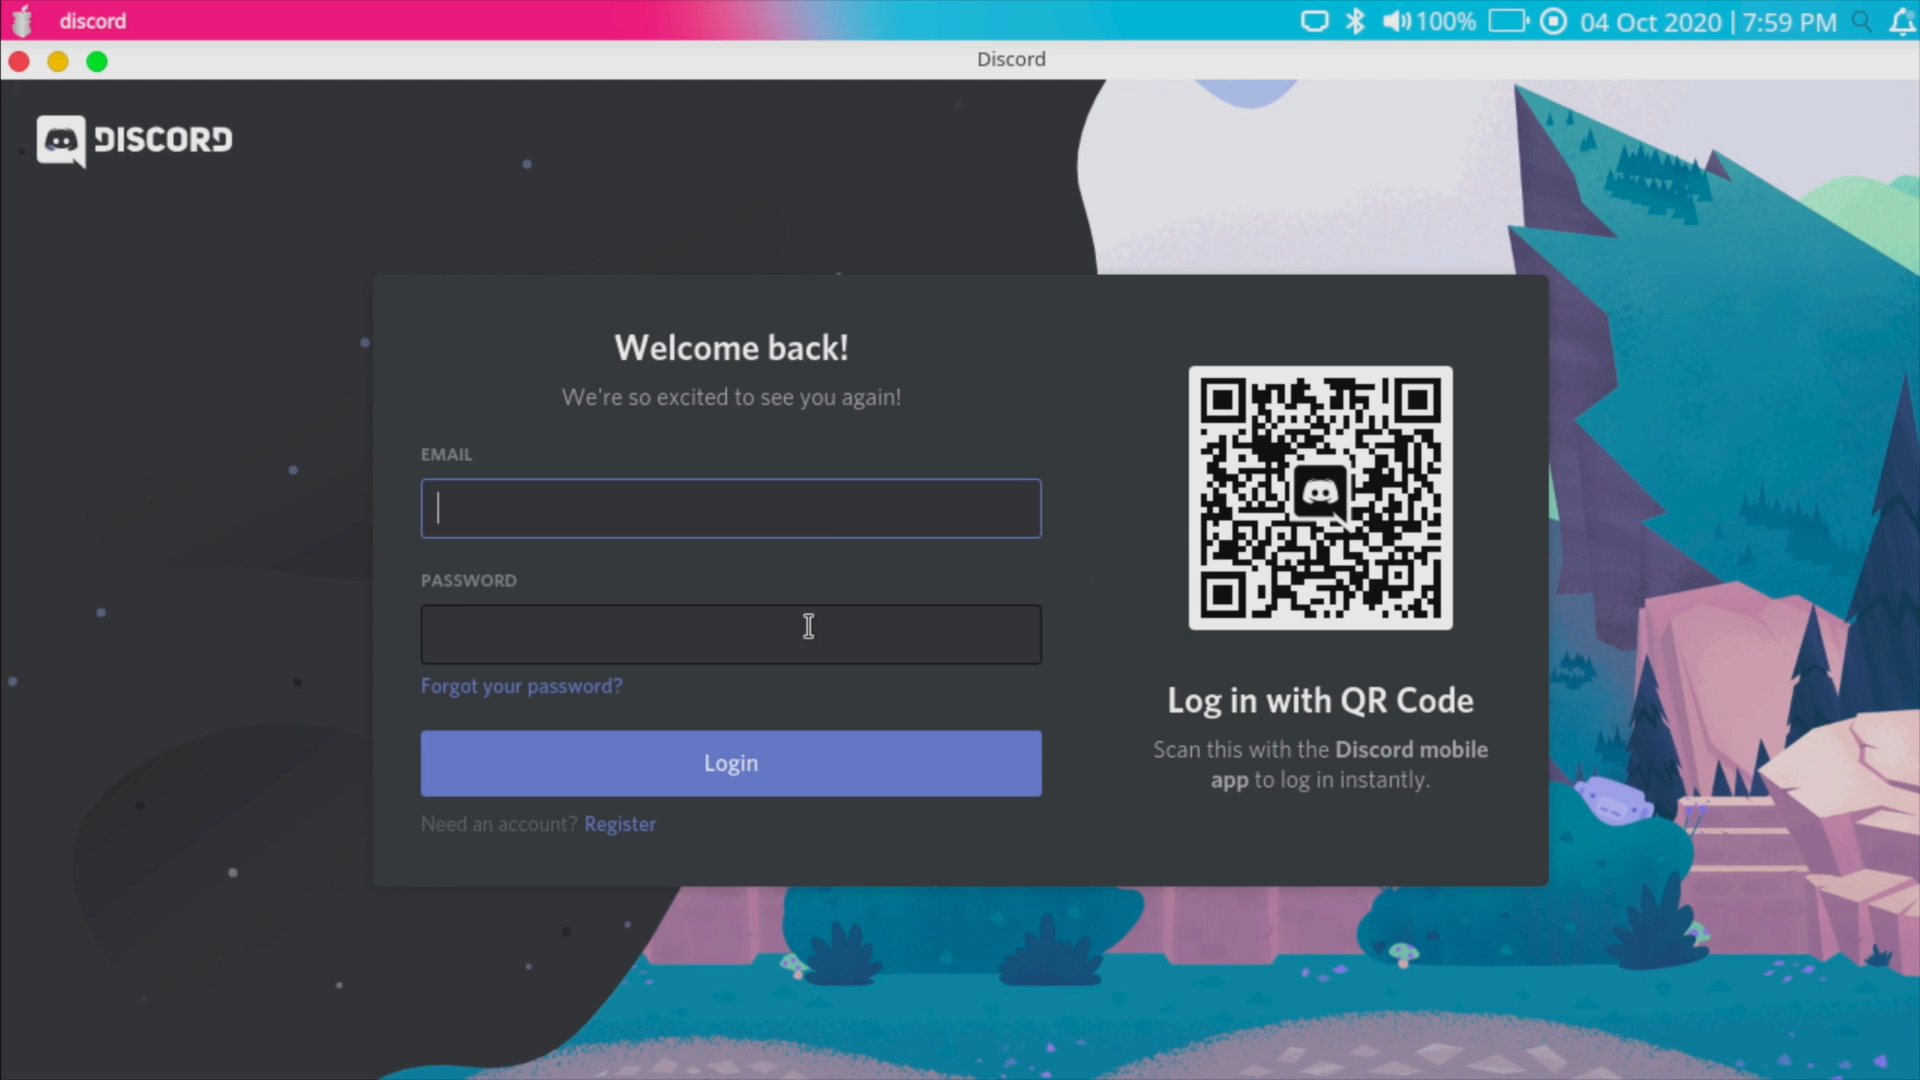 discord
100%
04 Oct 2020 | 7:59 PM
Discord
DISCORD
Welcome back!
We're so excited to see you again!
EMAIL
PASSWORD
Forgot your password?
Login
Need an account? Register
Log in with QR Code
Scan this with the Discord mobile
app to log in instantly.